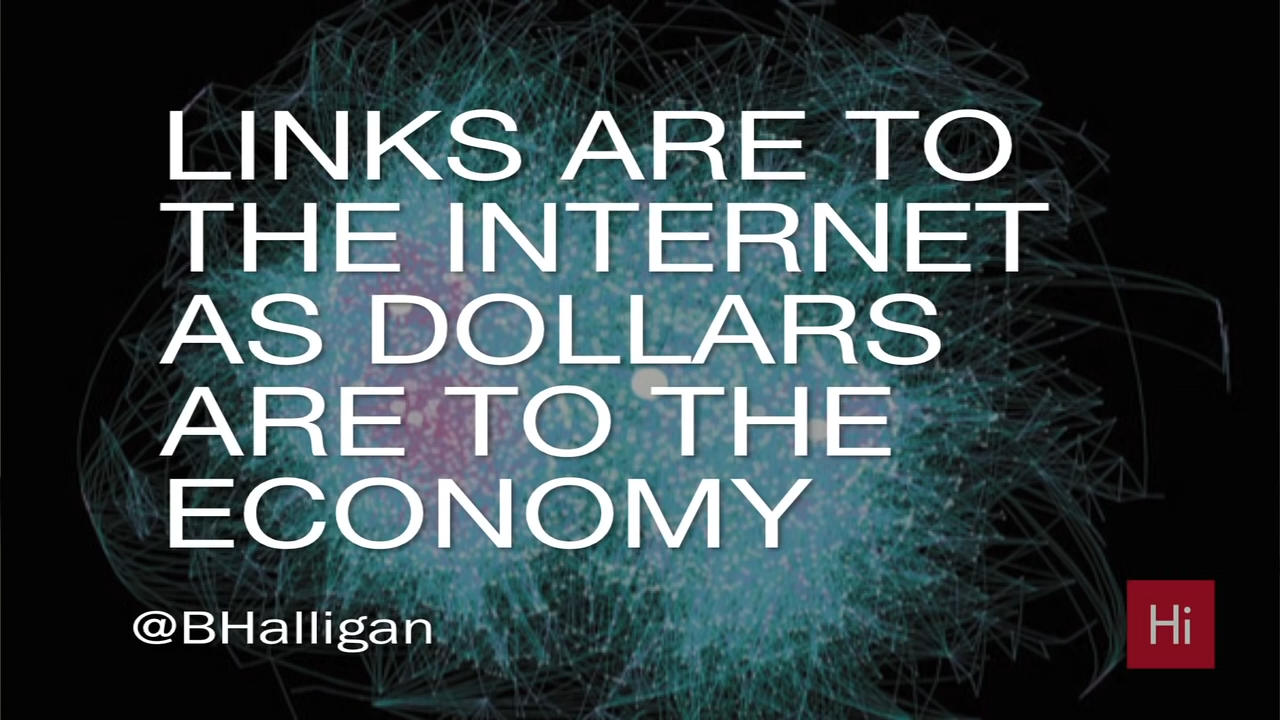 LINKS ARE TO
THE INTERNET
AS DOLLARS
ARE TO THE
ECONOMY
@BHalligan
Hi